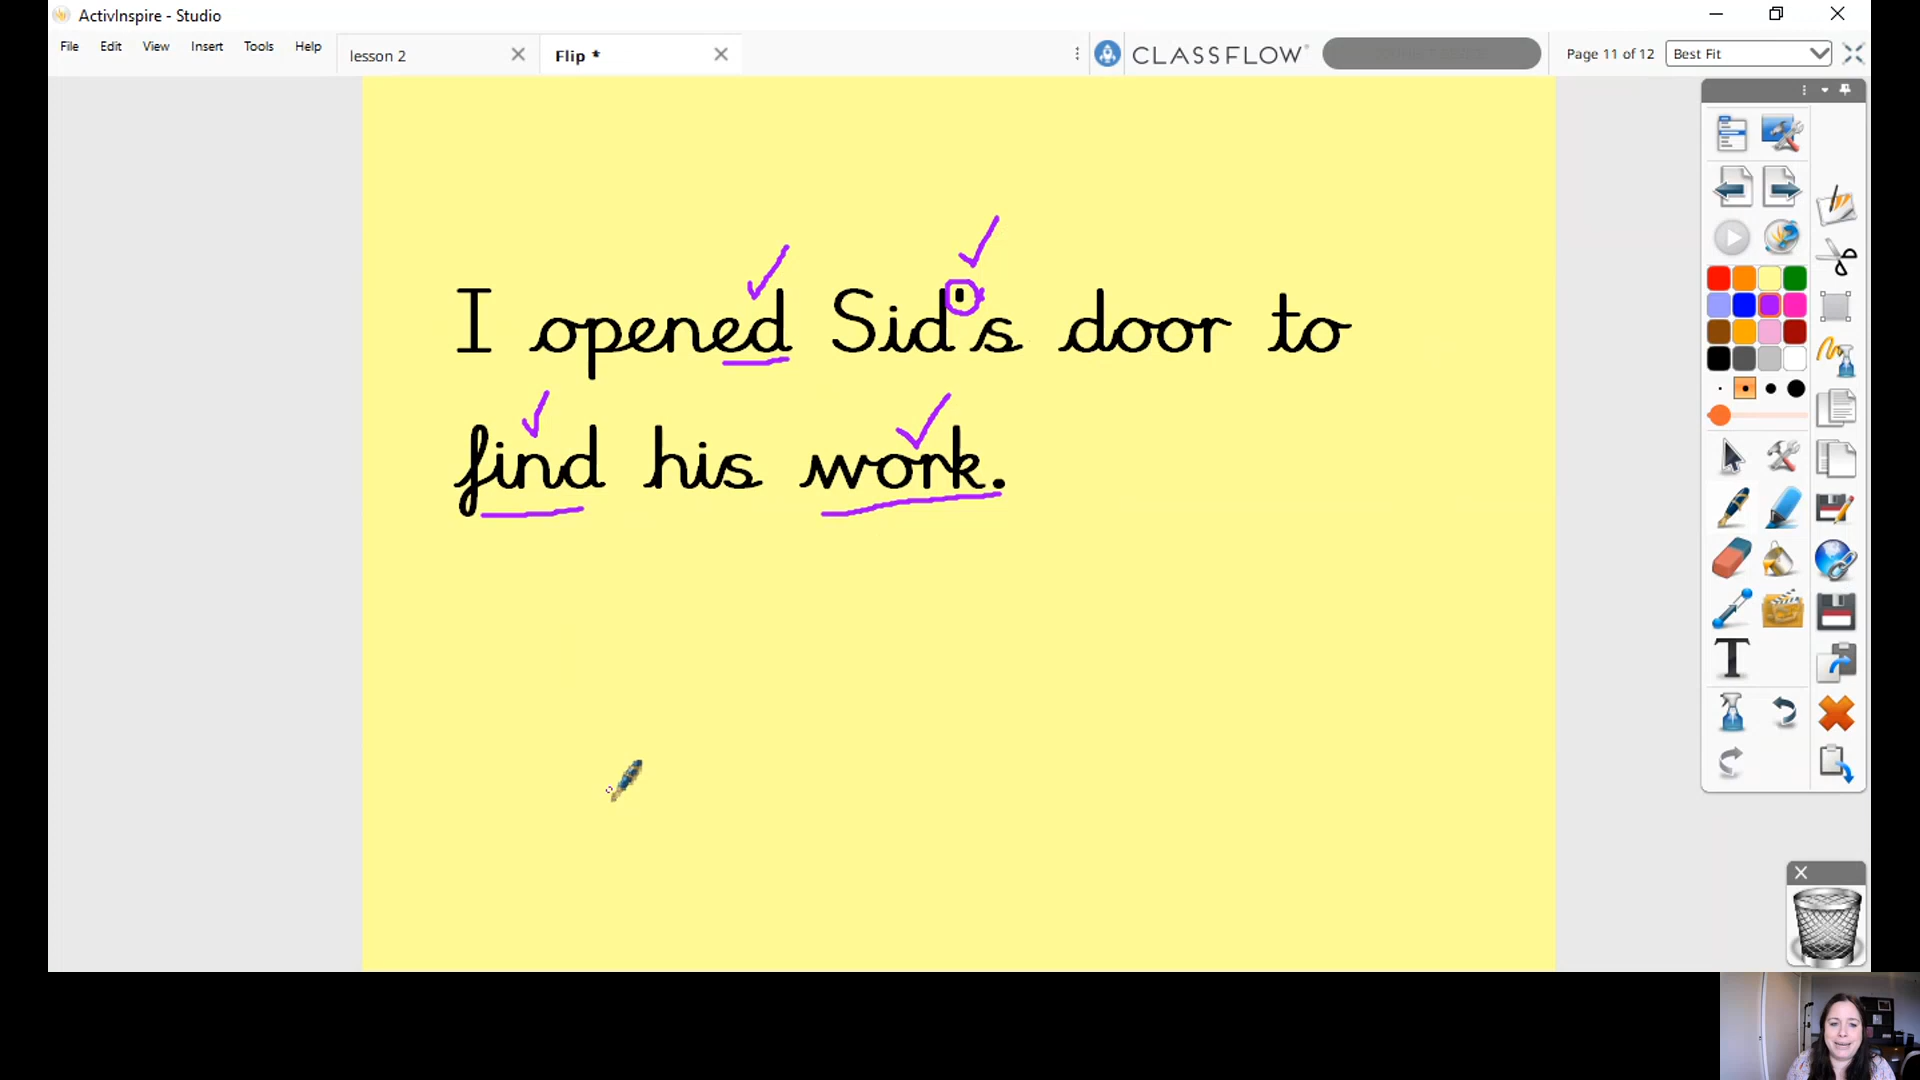 ActivInspire - Studio
File Edit View Insert Tools Help
lesson 2
Flip *
CLASSFLOW
Page 11 of 12
Best Fit
I opened Sid's door to
find his work.
T